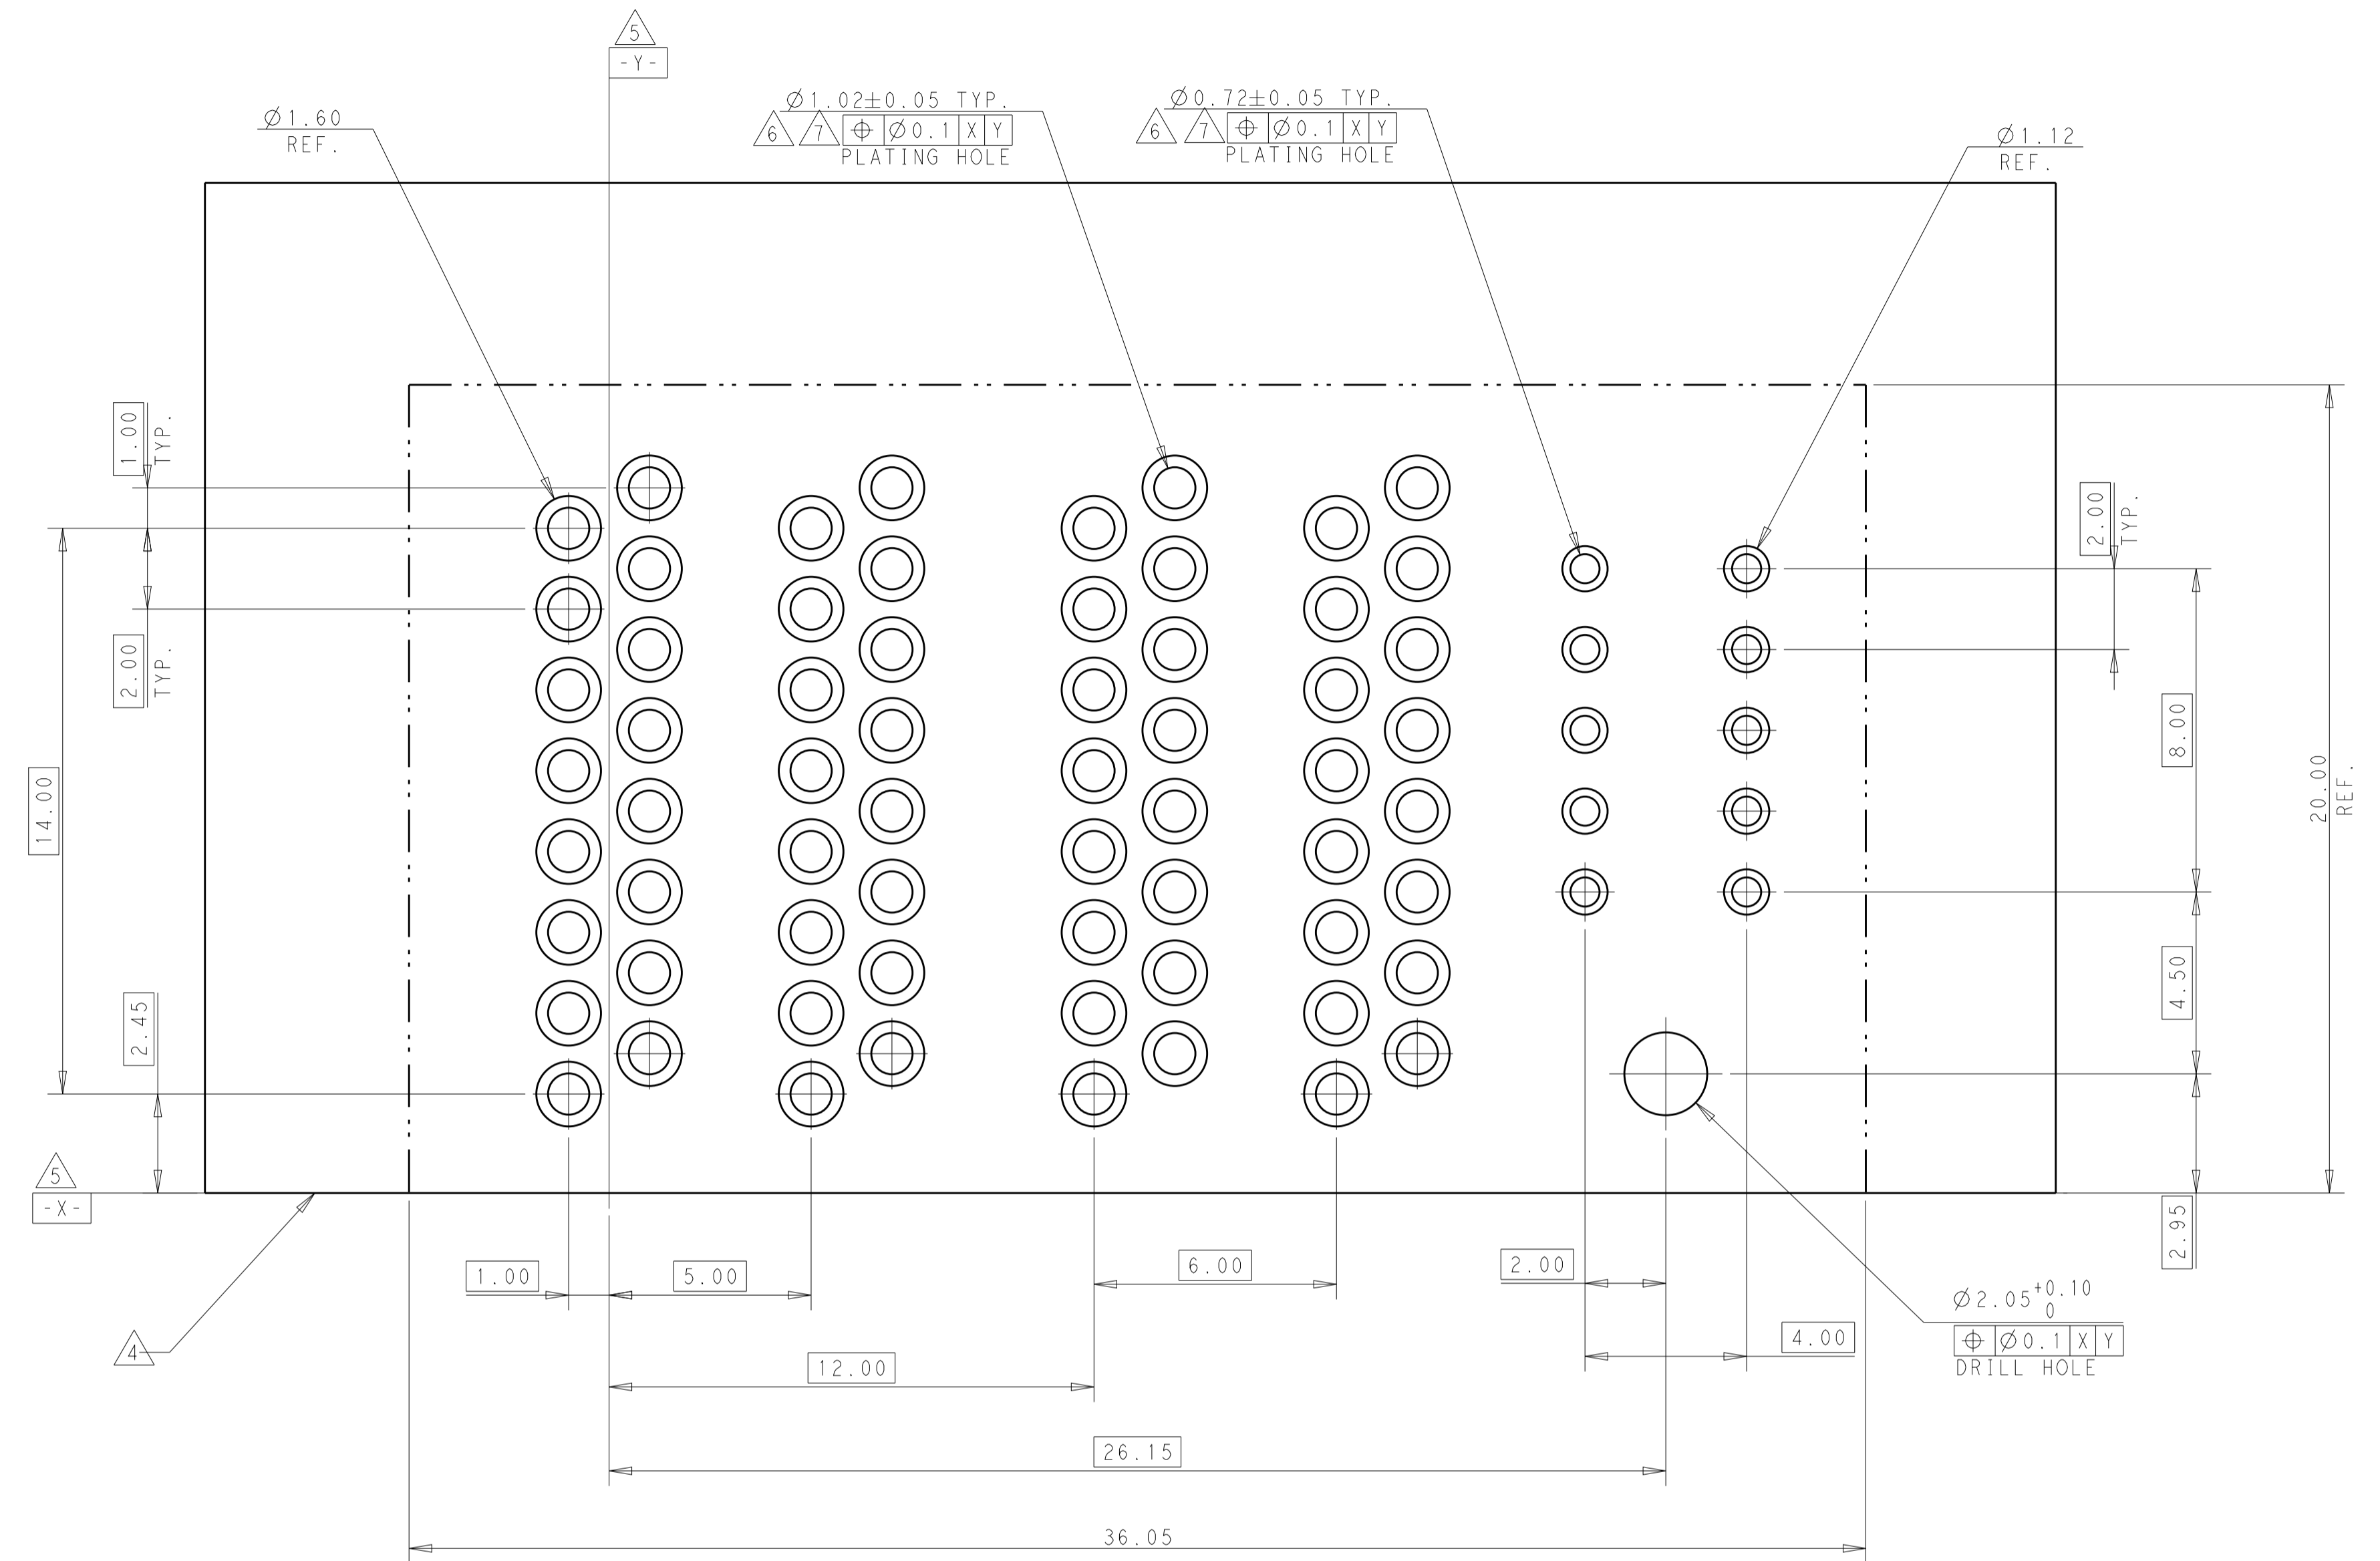 5
-Y-
Ø1.60
REF.
Ø1.02±0.05 TYP.
6 7 ⌖ Ø0.1 X Y
PLATING HOLE
Ø0.72±0.05 TYP.
6 7 ⌖ Ø0.1 X Y
PLATING HOLE
Ø1.12
REF.
1.00
TYP.
2.00
TYP.
14.00
2.45
5
-X-
4
2.00
TYP.
8.00
20.00
REF.
4.50
2.95
1.00
5.00
6.00
2.00
12.00
4.00
26.15
36.05
Ø2.05 +0.10
0
⌖ Ø0.1 X Y
DRILL HOLE